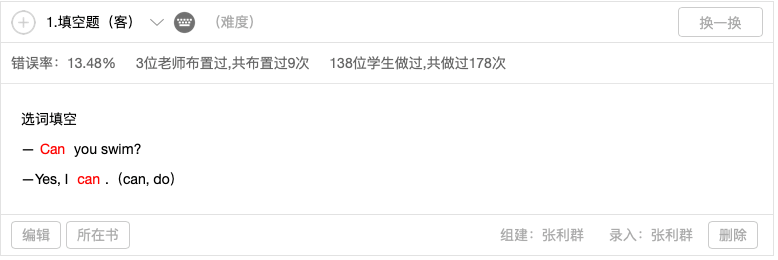 1.填空题（客） （难度） 换一换
错误率：13.48% 3位老师布置过,共布置过9次 138位学生做过,共做过178次
选词填空
— Can you swim?
—Yes, I can .（can, do）
编辑 所在书 组建：张利群 录入：张利群 删除